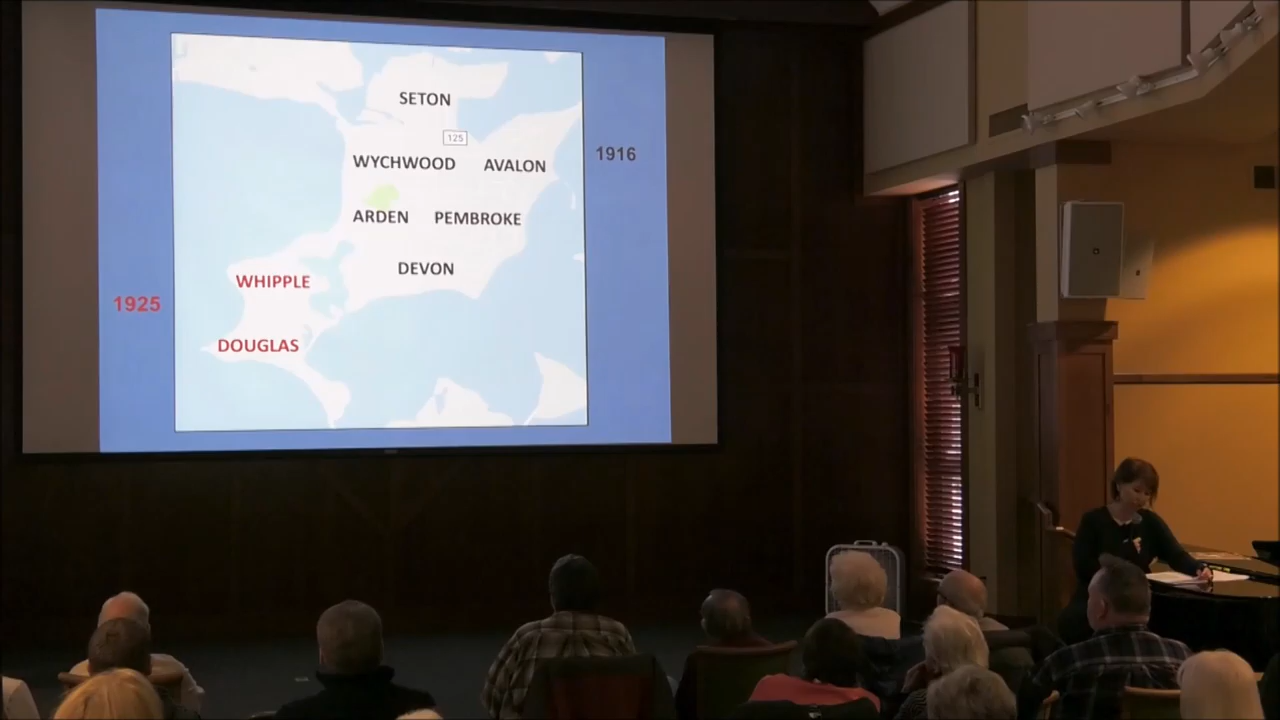 SETON
125
WYCHWOOD AVALON
1916
ARDEN PEMBROKE
DEVON
WHIPPLE
1925
DOUGLAS